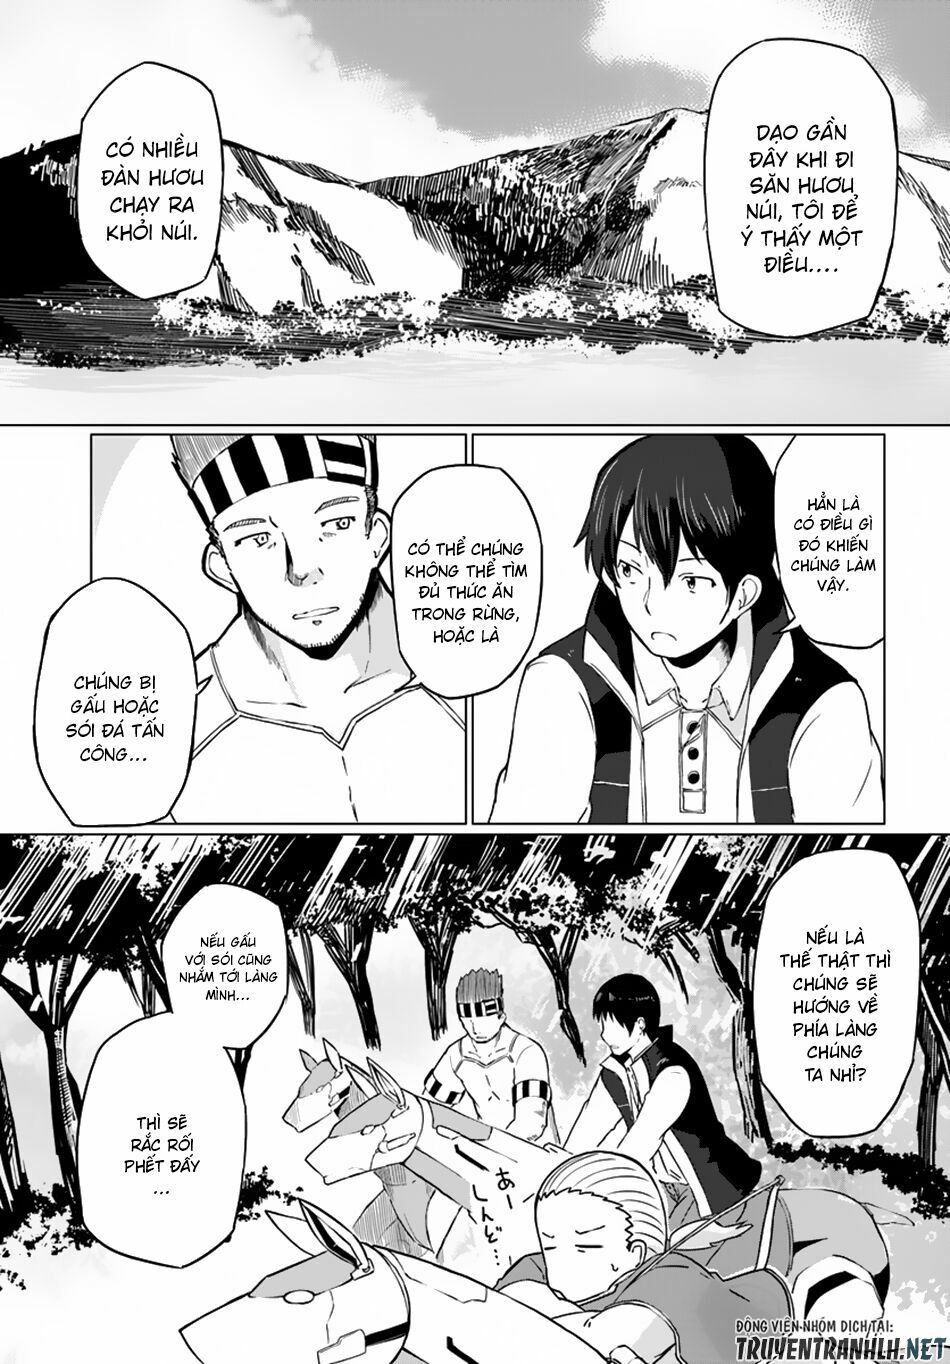 DẠO GẦN
ĐÂY KHI ĐI
SĂN HƯƠU
NÚI, TÔI ĐỂ
Ý THẤY MỘT
ĐIỀU....
CÓ NHIỀU
ĐÀN HƯƠU
CHẠY RA
KHỎI NÚI.
HẲN LÀ
CÓ ĐIỀU GÌ
ĐÓ KHIẾN
CHÚNG LÀM
VẬY.
CÓ THỂ CHÚNG
KHÔNG THỂ TÌM
ĐỦ THỨC ĂN
TRONG RỪNG,
HOẶC LÀ
CHÚNG BỊ
GẤU HOẶC
SÓI ĐÁ TẤN
CÔNG...
NẾU LÀ
THẾ THẬT THÌ
CHÚNG SẼ
HƯỚNG VỀ
PHÍA LÀNG
CHÚNG
TA NHỈ?
NẾU GẤU
VỚI SÓI CŨNG
NHẮM TỚI LÀNG
MÌNH...
THÌ SẼ
RẮC RỐI
PHẾT ĐẤY
...
あー
しんど…
ĐỘNG VIÊN NHÓM DỊCH TẠI:
TRUYENTRANHLH.NET